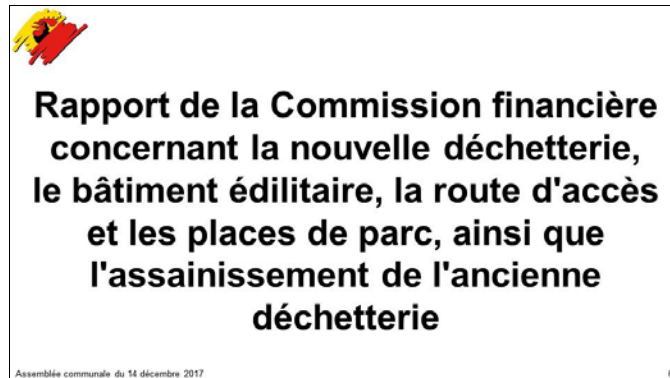 Rapport de la Commission financière
concernant la nouvelle déchetterie,
le bâtiment édilitaire, la route d'accès
et les places de parc, ainsi que
l'assainissement de l'ancienne
déchetterie
Assemblée communale du 14 décembre 2017